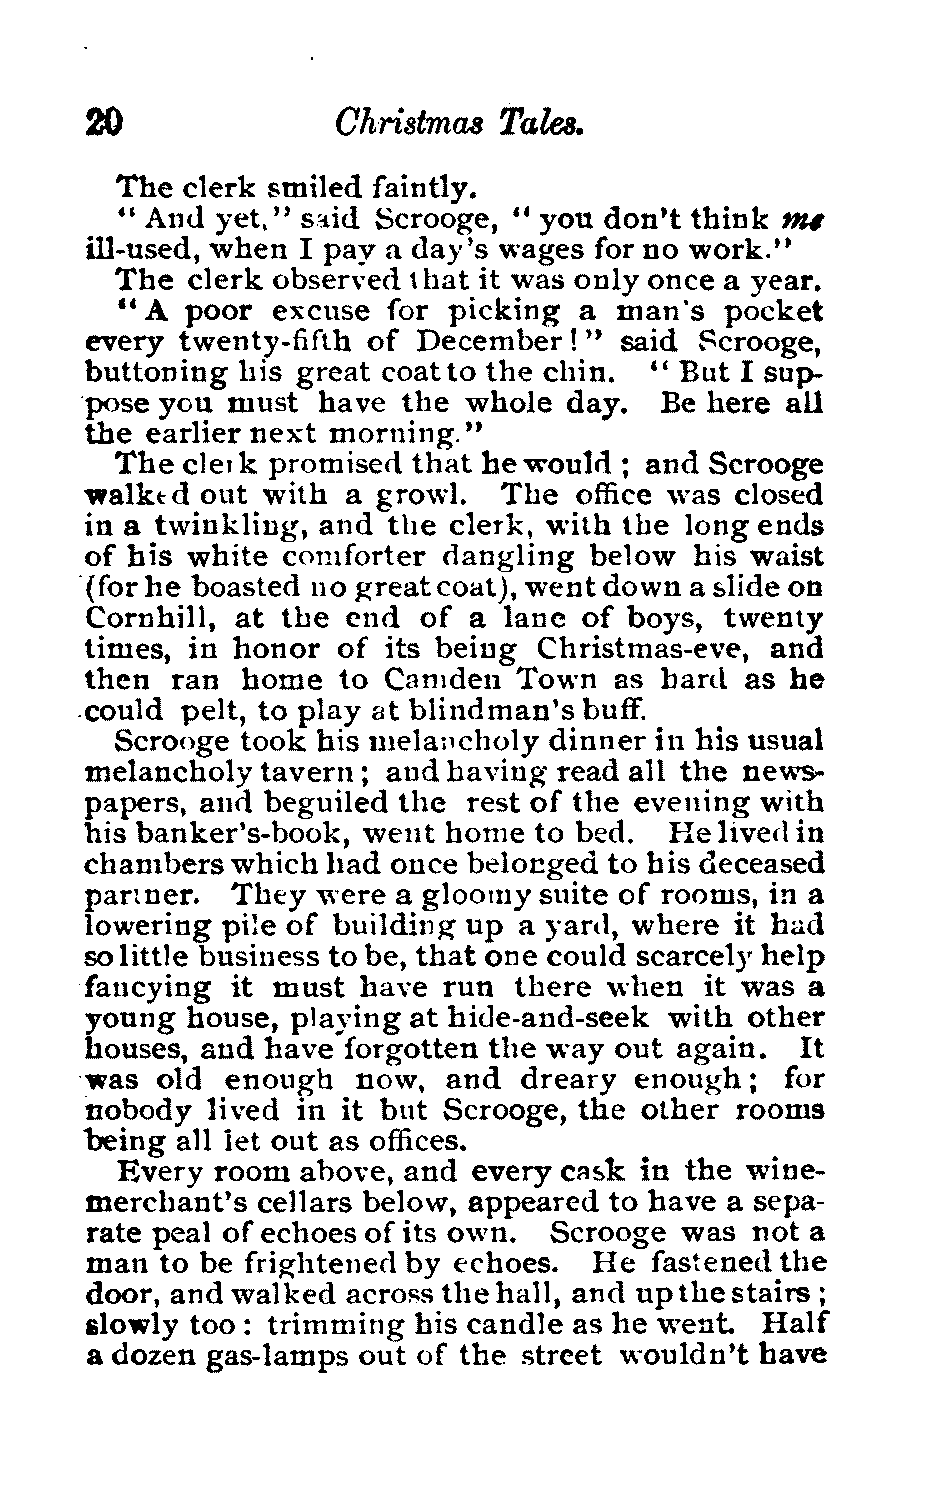 20 Christmas Tales.
The clerk smiled faintly.
“ And yet,” said Scrooge, “ you don't think me
ill-used, when I pay a day's wages for no work.”
The clerk observed that it was only once a year.
“ A poor excuse for picking a man's pocket
every twenty-fifth of December ! ” said Scrooge,
buttoning his great coat to the chin. “ But I sup-
pose you must have the whole day. Be here all
the earlier next morning.”
The clerk promised that he would ; and Scrooge
walked out with a growl. The office was closed
in a twinkling, and the clerk, with the long ends
of his white comforter dangling below his waist
(for he boasted no great coat), went down a slide on
Cornhill, at the end of a lane of boys, twenty
times, in honor of its being Christmas-eve, and
then ran home to Camden Town as hard as he
could pelt, to play at blindman's buff.
Scrooge took his melancholy dinner in his usual
melancholy tavern ; and having read all the news-
papers, and beguiled the rest of the evening with
his banker's-book, went home to bed. He lived in
chambers which had once belonged to his deceased
partner. They were a gloomy suite of rooms, in a
lowering pile of building up a yard, where it had
so little business to be, that one could scarcely help
fancying it must have run there when it was a
young house, playing at hide-and-seek with other
houses, and have forgotten the way out again. It
was old enough now, and dreary enough ; for
nobody lived in it but Scrooge, the other rooms
being all let out as offices.
Every room above, and every cask in the wine-
merchant's cellars below, appeared to have a sepa-
rate peal of echoes of its own. Scrooge was not a
man to be frightened by echoes. He fastened the
door, and walked across the hall, and up the stairs ;
slowly too : trimming his candle as he went. Half
a dozen gas-lamps out of the street wouldn't have